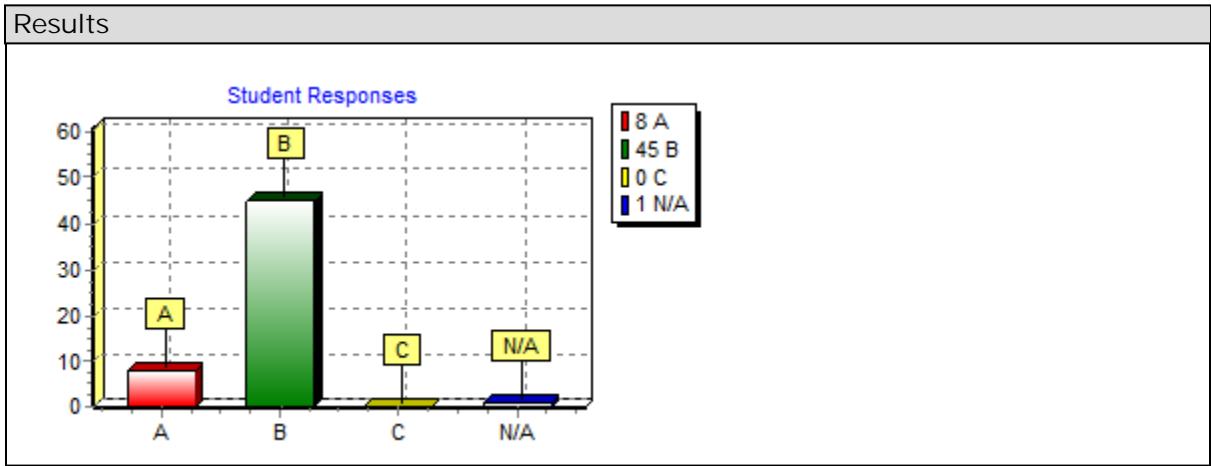 Results
Student Responses
60
50
40
30
20
10
0
A
B
C
N/A
A
B
C
N/A
8 A
45 B
0 C
1 N/A